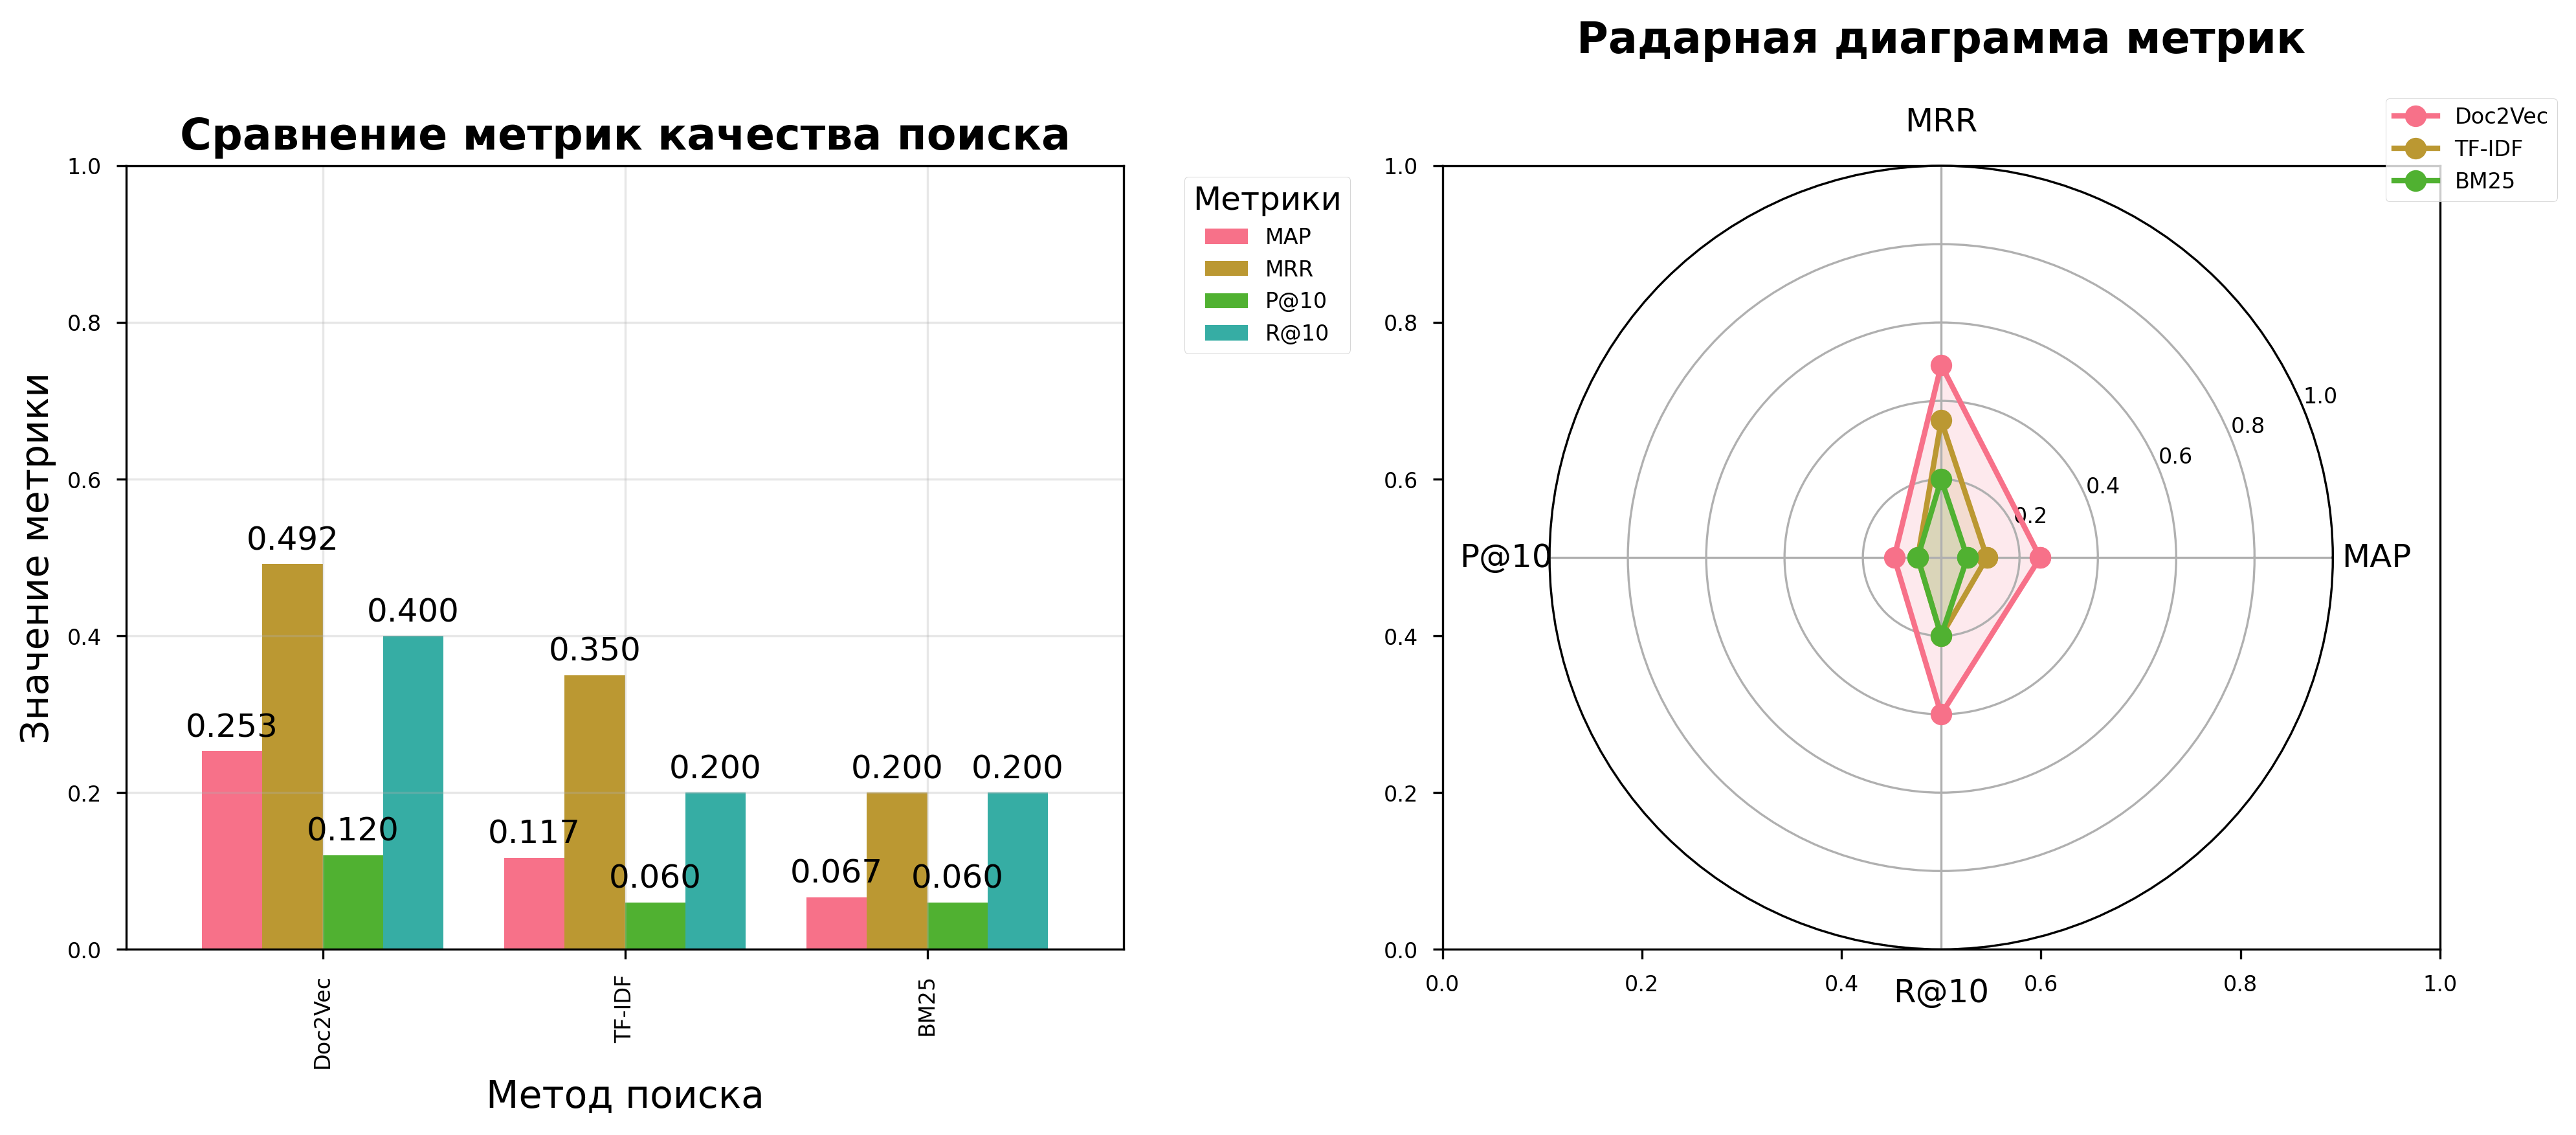 Сравнение метрик качества поиска
Значение метрики
1.0
0.8
0.6
0.4
0.2
0.0
0.253
0.492
0.120
0.400
0.117
0.350
0.060
0.200
0.067
0.200
0.060
0.200
Doc2Vec
TF-IDF
BM25
Метод поиска
Метрики
MAP
MRR
P@10
R@10
Радарная диаграмма метрик
Doc2Vec
TF-IDF
BM25
MRR
P@10
MAP
R@10
1.0
0.8
0.6
0.4
0.2
1.0
0.8
0.6
0.4
0.2
0.0
0.0
0.2
0.4
0.6
0.8
1.0